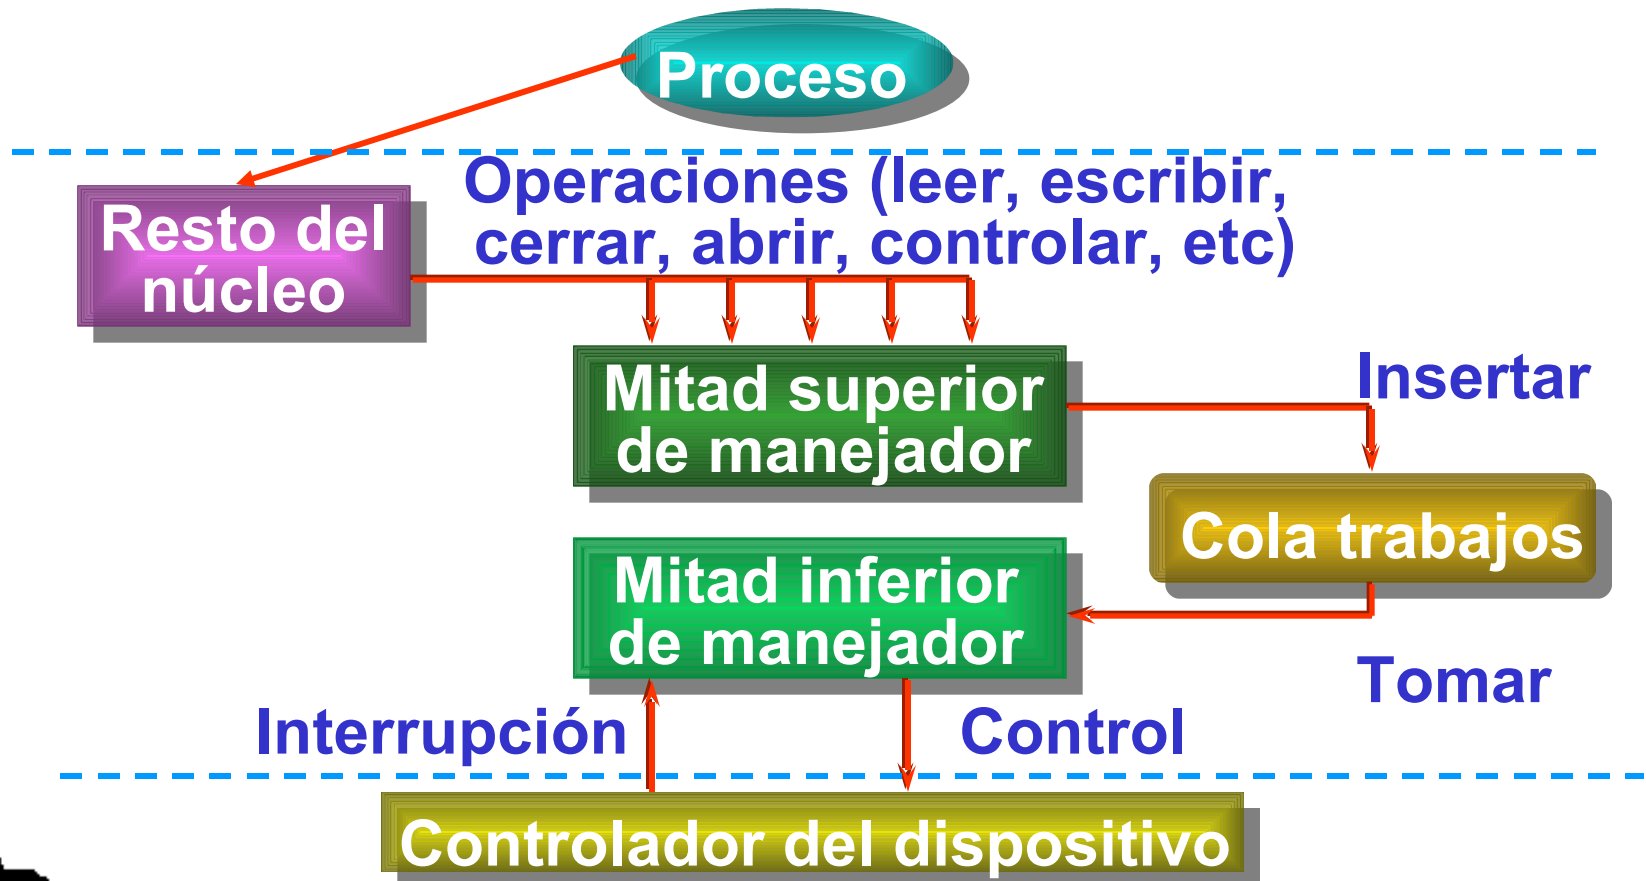 Proceso
Operaciones (leer, escribir,
cerrar, abrir, controlar, etc)
Resto del
núcleo
Mitad superior
de manejador
Insertar
Cola trabajos
Mitad inferior
de manejador
Tomar
Interrupción
Control
Controlador del dispositivo